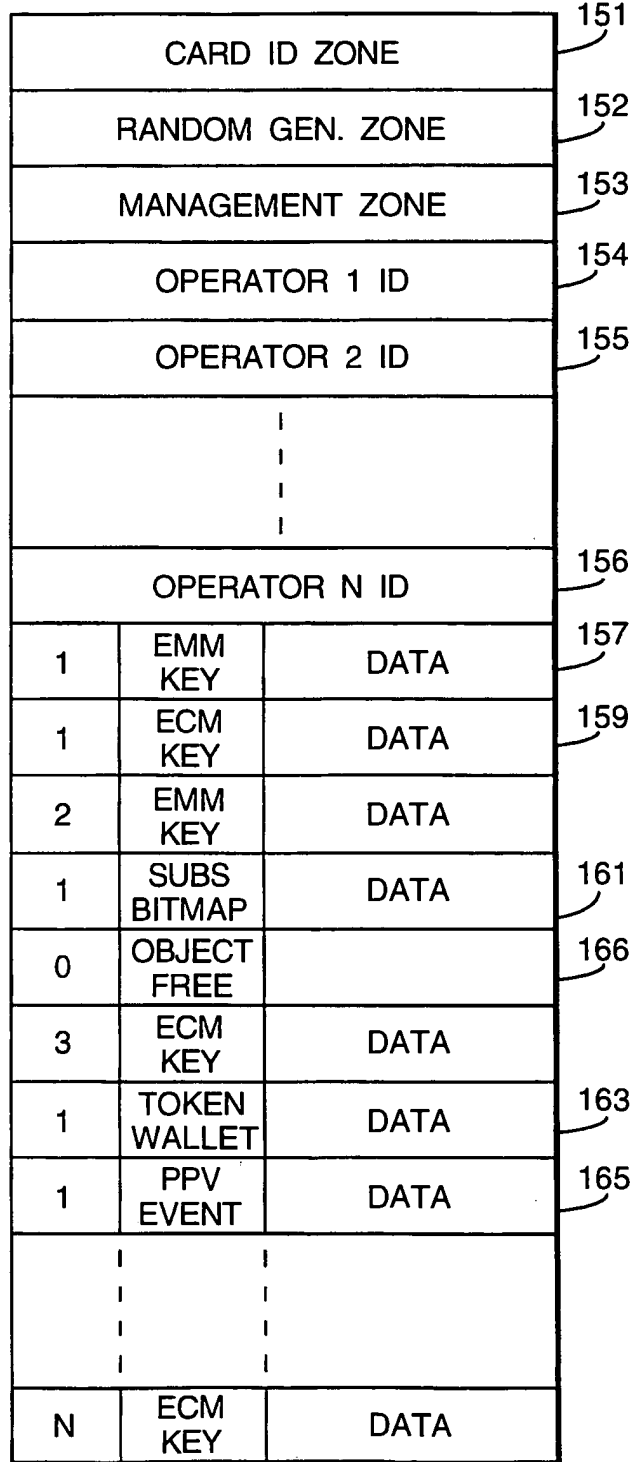 151
CARD ID ZONE
152
RANDOM GEN. ZONE
153
MANAGEMENT ZONE
154
OPERATOR 1 ID
155
OPERATOR 2 ID
156
OPERATOR N ID
157
1 EMM KEY DATA
159
1 ECM KEY DATA
2 EMM KEY DATA
161
1 SUBS BITMAP DATA
166
0 OBJECT FREE
3 ECM KEY DATA
163
1 TOKEN WALLET DATA
165
1 PPV EVENT DATA
N ECM KEY DATA